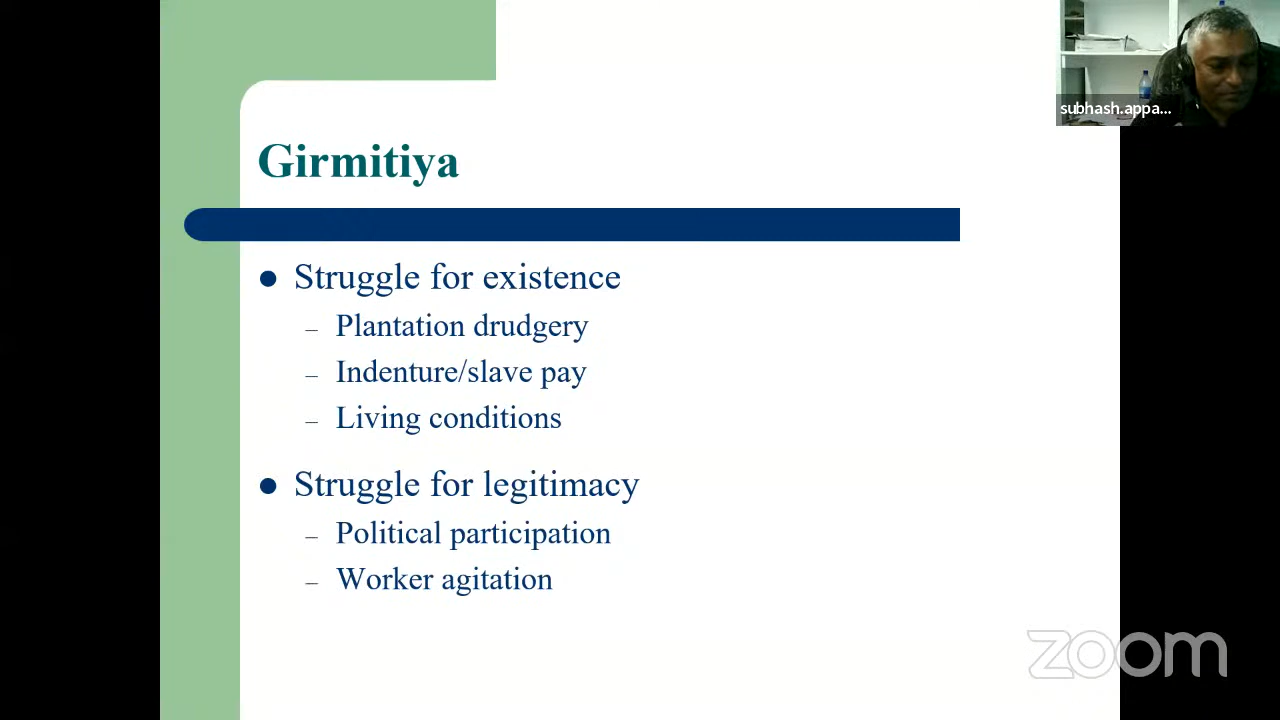 subhash.appa...
Girmitiya
Struggle for existence
– Plantation drudgery
– Indenture/slave pay
– Living conditions
Struggle for legitimacy
– Political participation
– Worker agitation
zoom